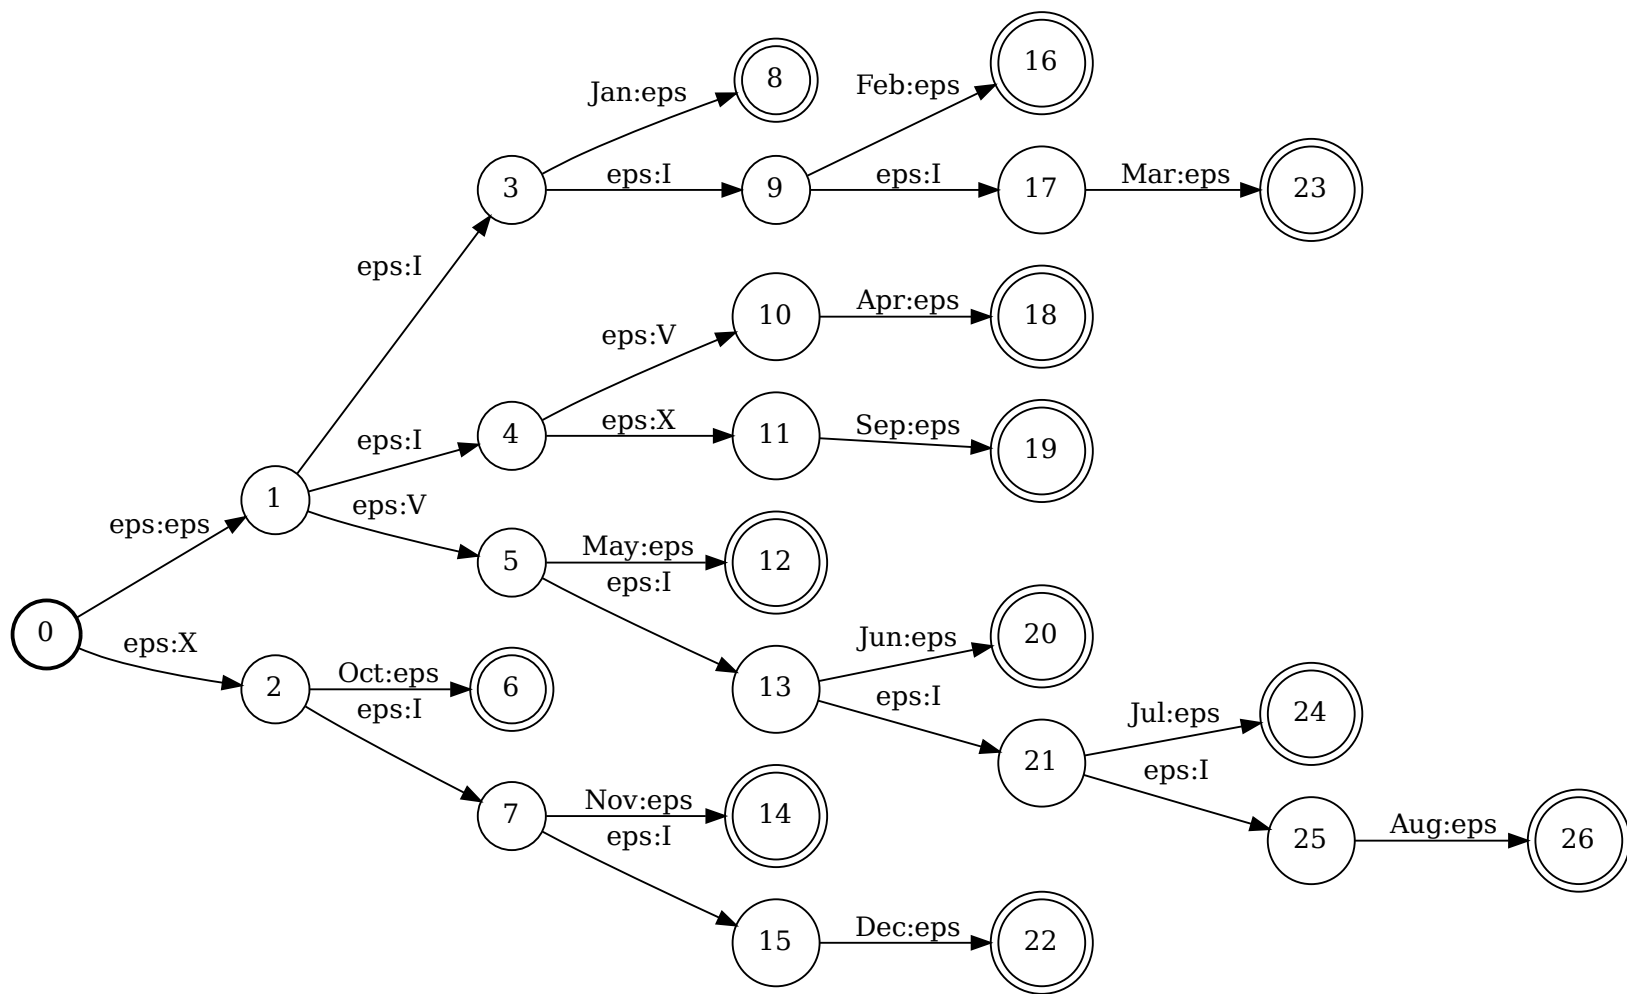 16
8
Jan:eps
Feb:eps
3
eps:I
9
eps:I
17
Mar:eps
23
eps:I
10
Apr:eps
18
eps:V
4
eps:X
11
Sep:eps
19
eps:I
1
eps:V
eps:eps
5
May:eps
12
eps:I
0
eps:X
Jun:eps
20
2
Oct:eps
6
13
eps:I
eps:I
Jul:eps
24
21
eps:I
7
Nov:eps
14
eps:I
25
Aug:eps
26
15
Dec:eps
22